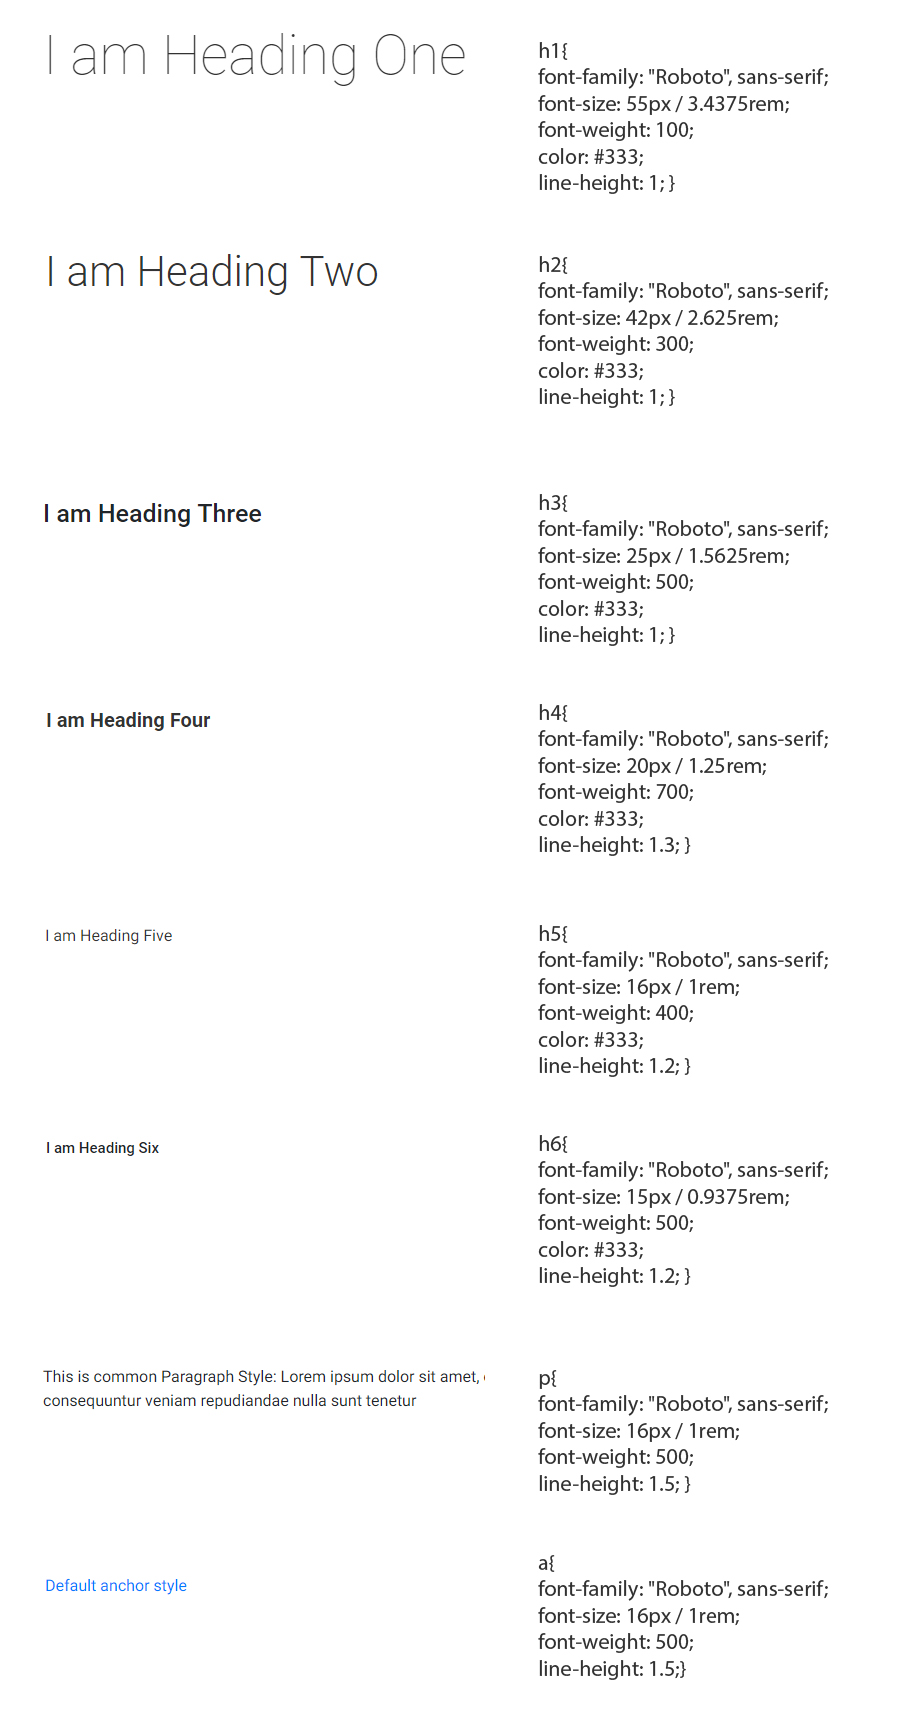 I am Heading One
h1{
font-family: "Roboto", sans-serif;
font-size: 55px / 3.4375rem;
font-weight: 100;
color: #333;
line-height: 1; }
I am Heading Two
h2{
font-family: "Roboto", sans-serif;
font-size: 42px / 2.625rem;
font-weight: 300;
color: #333;
line-height: 1; }
I am Heading Three
h3{
font-family: "Roboto", sans-serif;
font-size: 25px / 1.5625rem;
font-weight: 500;
color: #333;
line-height: 1; }
I am Heading Four
h4{
font-family: "Roboto", sans-serif;
font-size: 20px / 1.25rem;
font-weight: 700;
color: #333;
line-height: 1.3; }
I am Heading Five
h5{
font-family: "Roboto", sans-serif;
font-size: 16px / 1rem;
font-weight: 400;
color: #333;
line-height: 1.2; }
I am Heading Six
h6{
font-family: "Roboto", sans-serif;
font-size: 15px / 0.9375rem;
font-weight: 500;
color: #333;
line-height: 1.2; }
This is common Paragraph Style: Lorem ipsum dolor sit amet,
consequuntur veniam repudiandae nulla sunt tenetur
p{
font-family: "Roboto", sans-serif;
font-size: 16px / 1rem;
font-weight: 500;
line-height: 1.5; }
Default anchor style
a{
font-family: "Roboto", sans-serif;
font-size: 16px / 1rem;
font-weight: 500;
line-height: 1.5;}